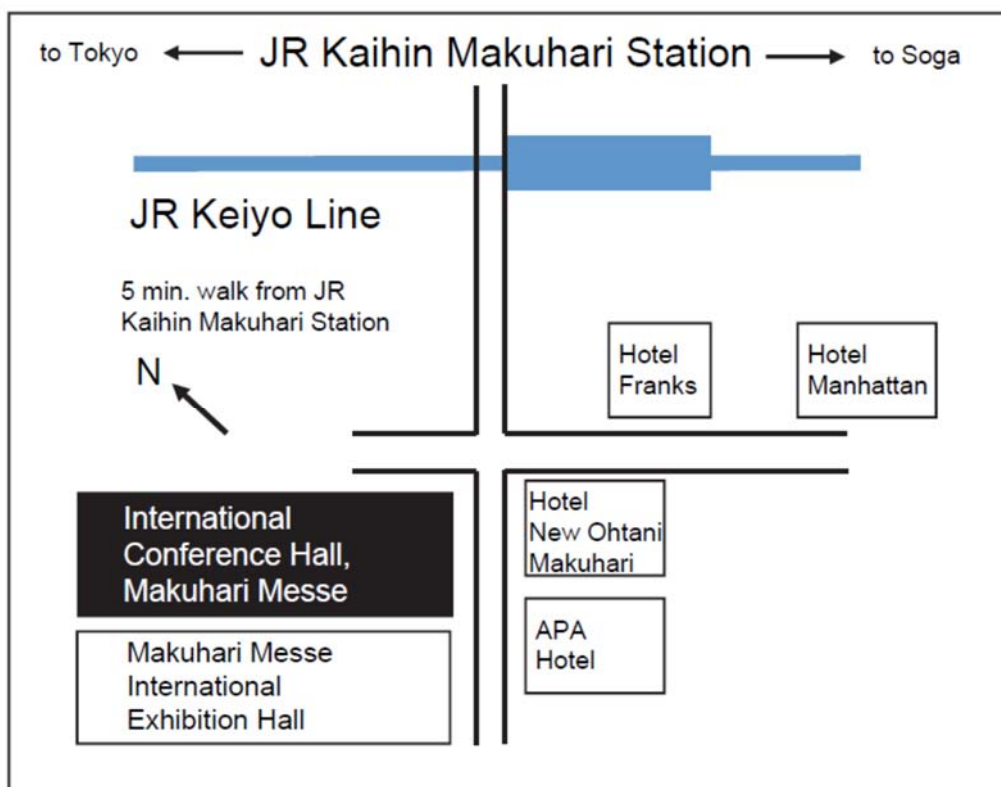 to Tokyo JR Kaihin Makuhari Station to Soga
JR Keiyo Line
5 min. walk from JR
Kaihin Makuhari Station
N
Hotel
Franks
Hotel
Manhattan
International
Conference Hall,
Makuhari Messe
Hotel
New Ohtani
Makuhari
Makuhari Messe
International
Exhibition Hall
APA
Hotel